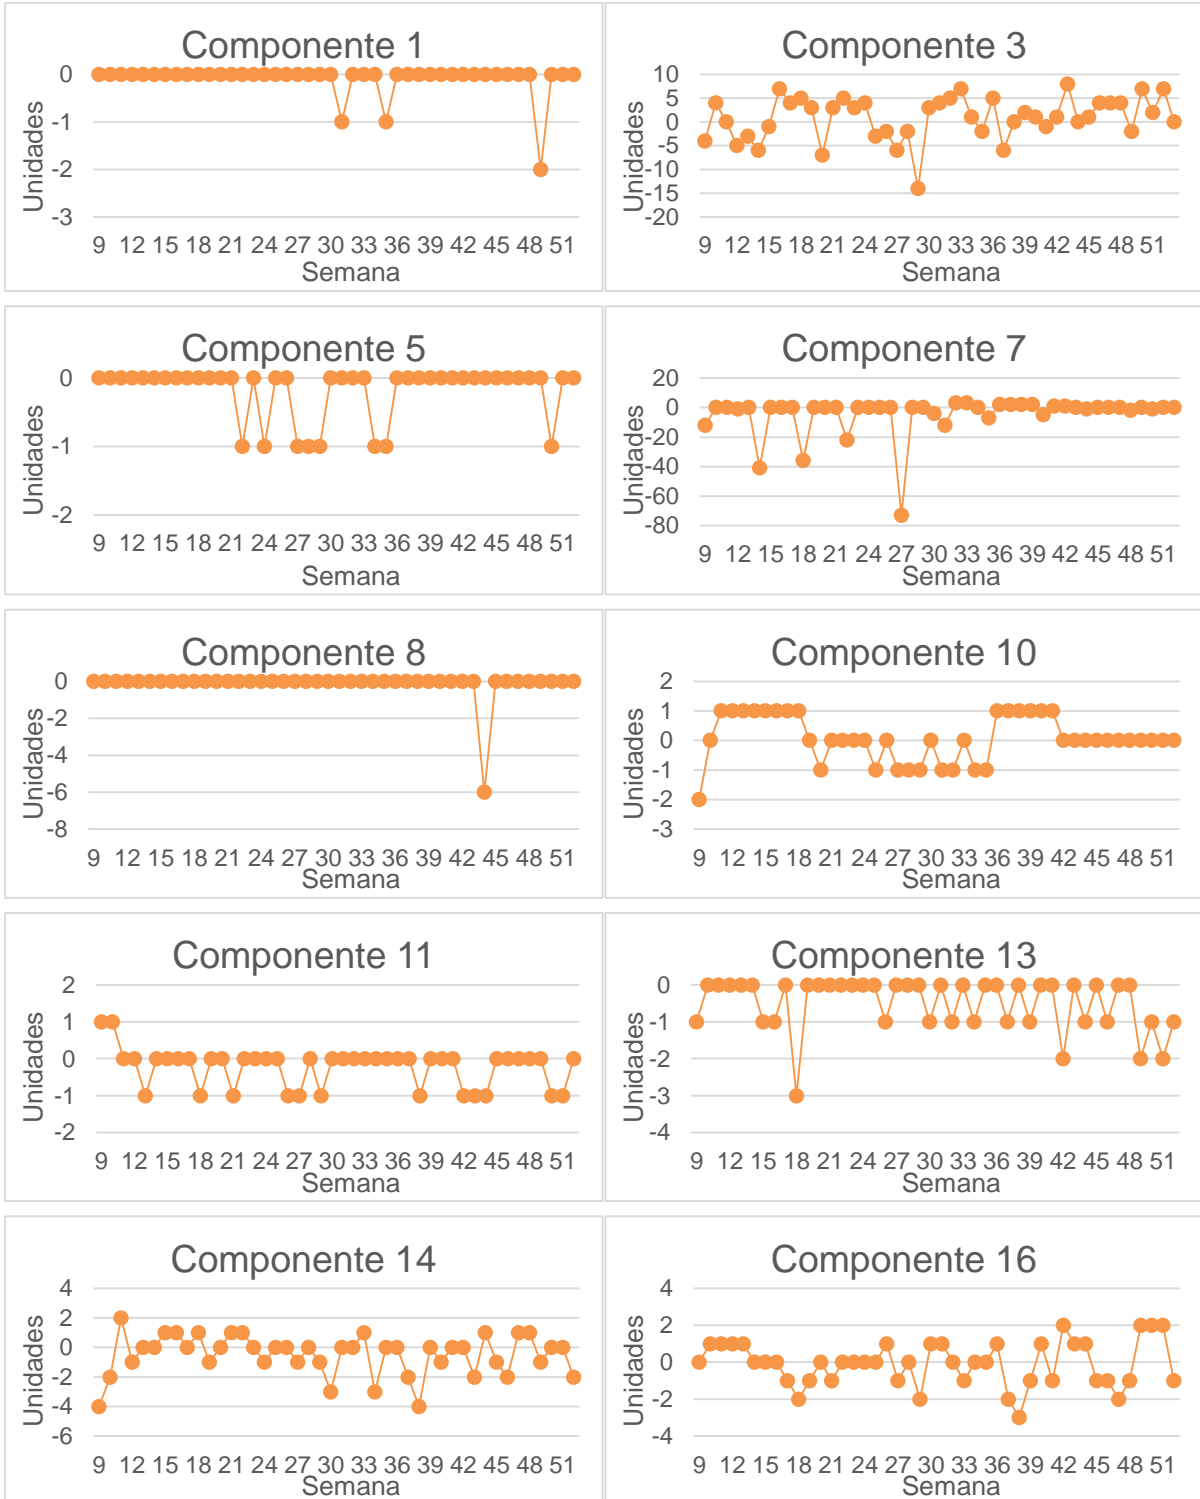 Componente 1
0
-1
-2
-3
Unidades
9 12 15 18 21 24 27 30 33 36 39 42 45 48 51
Semana
Componente 3
10
5
0
-5
-10
-15
-20
Unidades
9 12 15 18 21 24 27 30 33 36 39 42 45 48 51
Semana
Componente 5
0
-1
-2
Unidades
9 12 15 18 21 24 27 30 33 36 39 42 45 48 51
Semana
Componente 7
20
0
-20
-40
-60
-80
Unidades
9 12 15 18 21 24 27 30 33 36 39 42 45 48 51
Semana
Componente 8
0
-2
-4
-6
-8
Unidades
9 12 15 18 21 24 27 30 33 36 39 42 45 48 51
Semana
Componente 10
2
1
0
-1
-2
-3
Unidades
9 12 15 18 21 24 27 30 33 36 39 42 45 48 51
Semana
Componente 11
2
1
0
-1
-2
Unidades
9 12 15 18 21 24 27 30 33 36 39 42 45 48 51
Semana
Componente 13
0
-1
-2
-3
-4
Unidades
9 12 15 18 21 24 27 30 33 36 39 42 45 48 51
Semana
Componente 14
4
2
0
-2
-4
-6
Unidades
9 12 15 18 21 24 27 30 33 36 39 42 45 48 51
Semana
Componente 16
4
2
0
-2
-4
Unidades
9 12 15 18 21 24 27 30 33 36 39 42 45 48 51
Semana